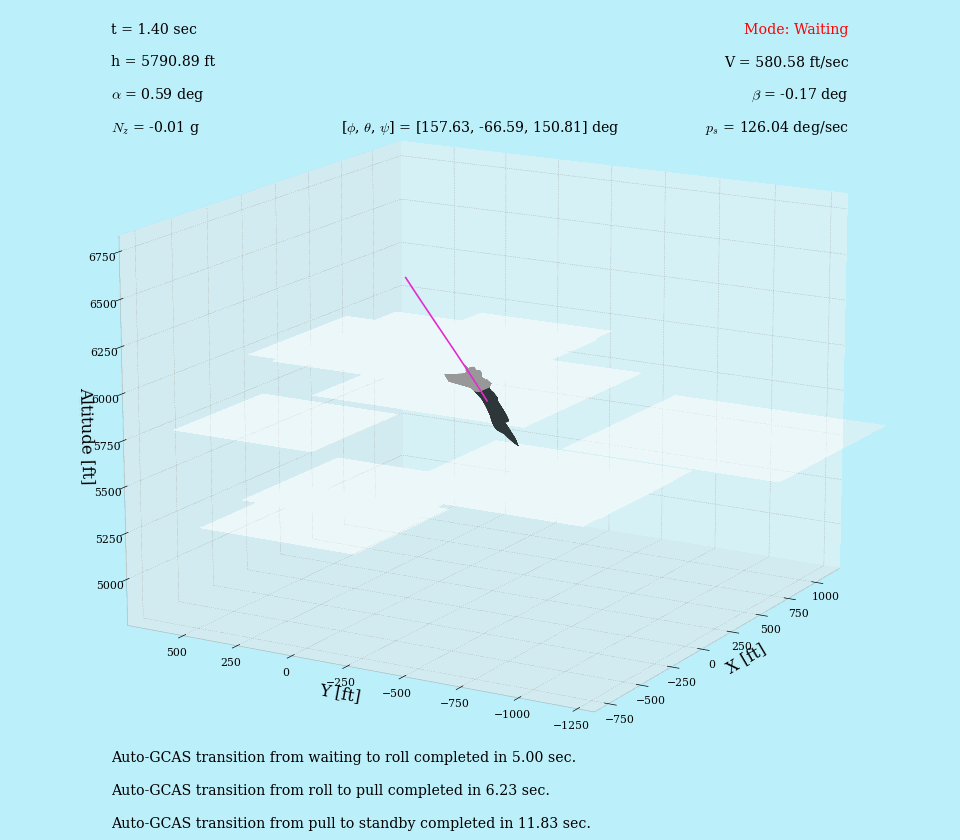 t = 1.40 sec
Mode: Waiting
h = 5790.89 ft
V = 580.58 ft/sec
α = 0.59 deg
β = -0.17 deg
N_z = -0.01 g
[ϕ, θ, ψ] = [157.63, -66.59, 150.81] deg
p_s = 126.04 deg/sec
6750
6500
6250
6000
5750
5500
5250
5000
Altitude [ft]
500
250
0
−250
−500
−750
−1000
−1250
Y [ft]
1000
750
500
250
0
−250
−500
−750
X [ft]
Auto-GCAS transition from waiting to roll completed in 5.00 sec.
Auto-GCAS transition from roll to pull completed in 6.23 sec.
Auto-GCAS transition from pull to standby completed in 11.83 sec.